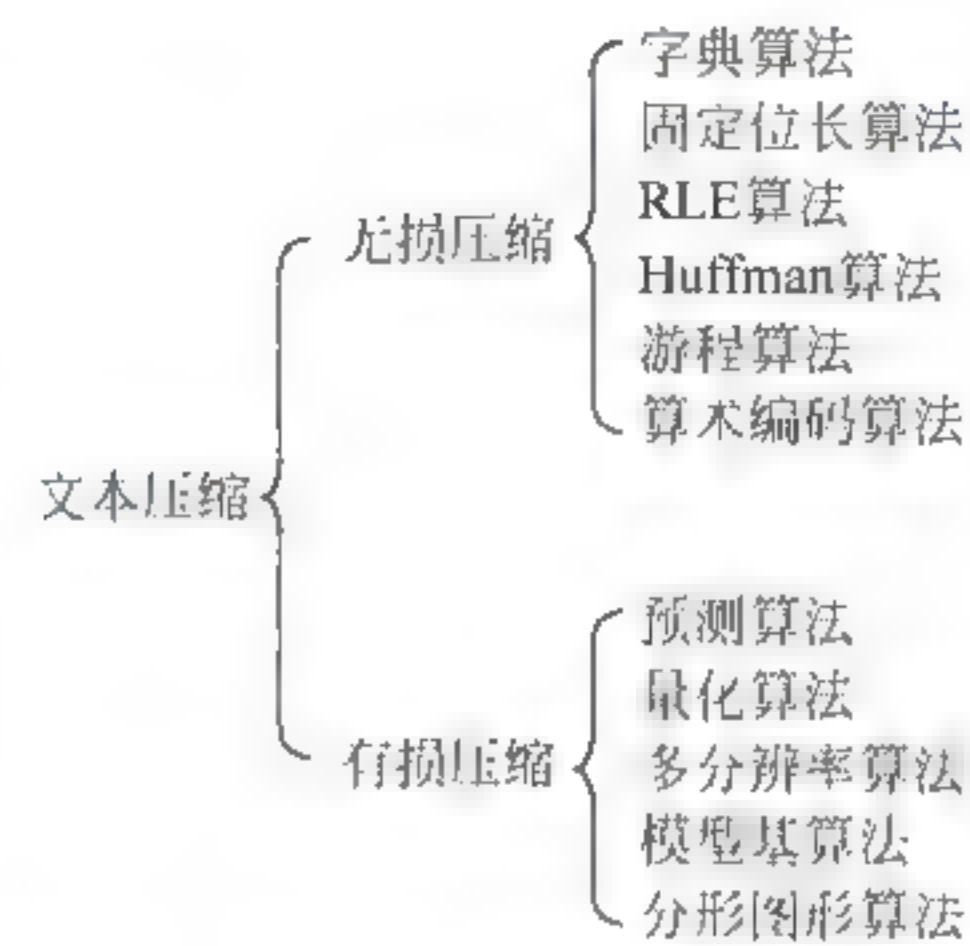 文本压缩
无损压缩
字典算法
固定位长算法
RLE算法
Huffman算法
游程算法
算术编码算法
有损压缩
预测算法
量化算法
多分辨率算法
模型基算法
分形图形算法